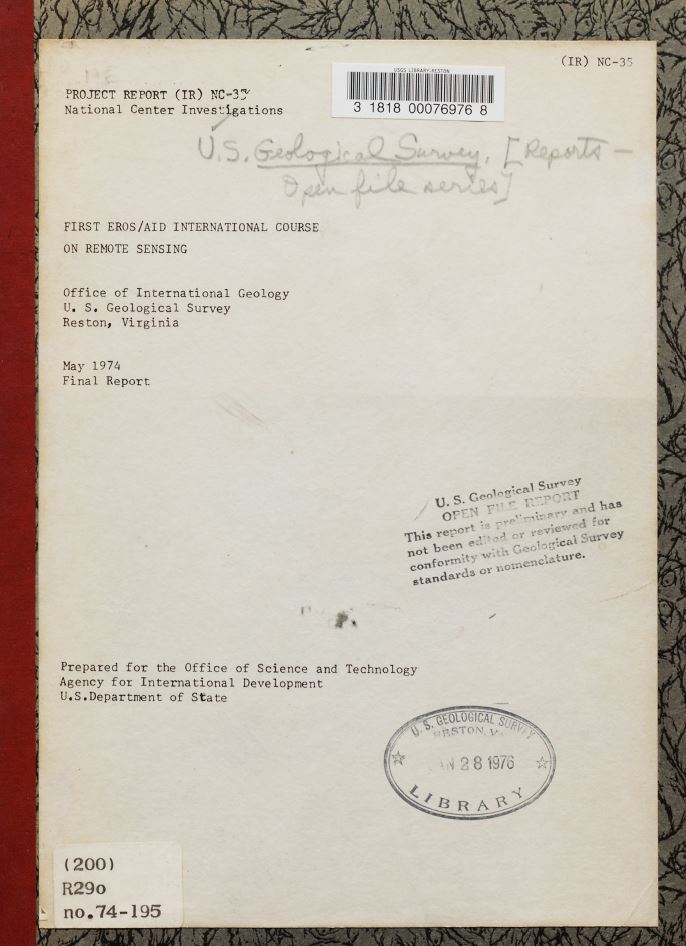 (IR) NC-35
USGS LIBRARY-RESTON
3 1818 00076976 8
PROJECT REPORT (IR) NC-35
National Center Investigations
U.S. Geological Survey. [Reports –
Open file series]
FIRST EROS/AID INTERNATIONAL COURSE
ON REMOTE SENSING
Office of International Geology
U. S. Geological Survey
Reston, Virginia
May 1974
Final Report
U. S. Geological Survey
OPEN FILE REPORT
This report is preliminary and has
not been edited or reviewed for
conformity with Geological Survey
standards or nomenclature.
Prepared for the Office of Science and Technology
Agency for International Development
U.S.Department of State
U.S. GEOLOGICAL SURVEY
RESTON, VA
28 1976
LIBRARY
(200)
R29o
no.74-195